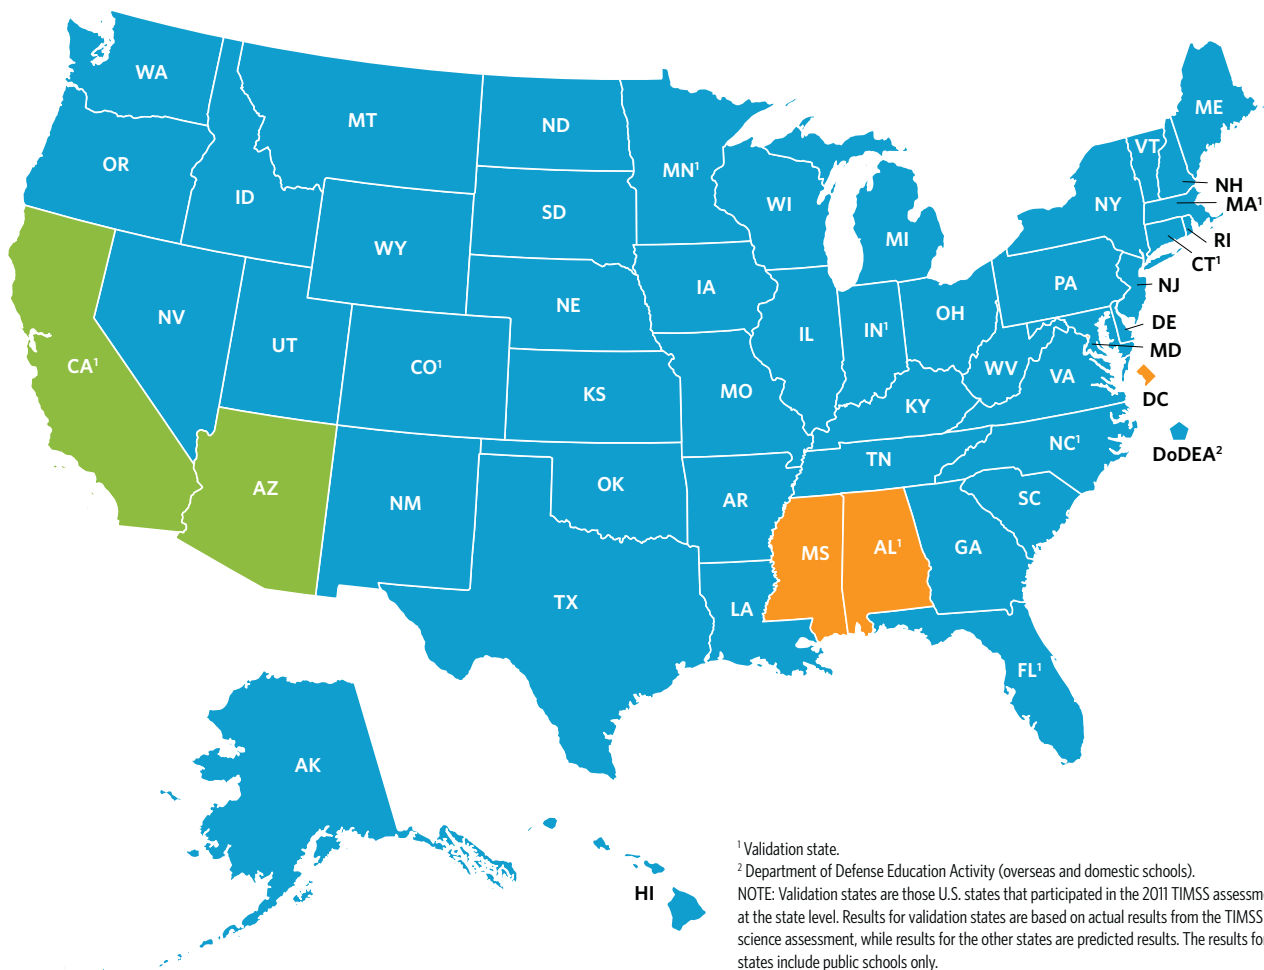 WA
MT
ND
ME
OR
MN¹
VT
ID
SD
WI
NY
NH
MA¹
WY
MI
RI
CT¹
IA
PA
NJ
NV
NE
OH
DE
UT
CO¹
IL
IN¹
MD
CA¹
KS
MO
WV
VA
DC
KY
NC¹
DoDEA²
TN
AZ
NM
OK
AR
SC
MS
AL¹
GA
TX
LA
FL¹
AK
HI
¹ Validation state.
² Department of Defense Education Activity (overseas and domestic schools).
NOTE: Validation states are those U.S. states that participated in the 2011 TIMSS assessm
at the state level. Results for validation states are based on actual results from the TIMSS
science assessment, while results for the other states are predicted results. The results fo
states include public schools only.